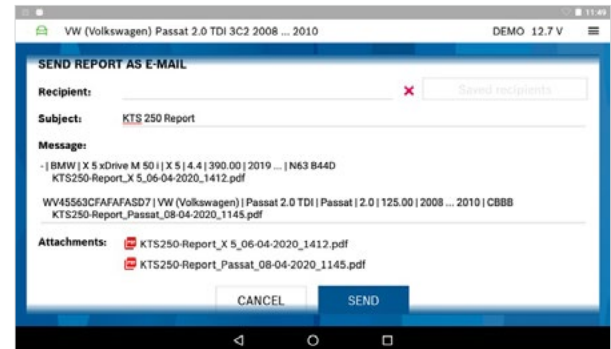 11:49
VW (Volkswagen) Passat 2.0 TDI 3C2 2008 ... 2010 DEMO 12.7 V
SEND REPORT AS E-MAIL
Recipient: Saved recipients
Subject: KTS 250 Report
Message:
- | BMW | X 5 xDrive M 50 i | X 5 | 4.4 | 390.00 | 2019 ... | N63 B44D
KTS250-Report_X 5_06-04-2020_1412.pdf
WV45563CFAFAFASD7 | VW (Volkswagen) | Passat 2.0 TDI | Passat | 2.0 | 125.00 | 2008 ... 2010 | CBBB
KTS250-Report_Passat_08-04-2020_1145.pdf
Attachments: KTS250-Report_X 5_06-04-2020_1412.pdf
KTS250-Report_Passat_08-04-2020_1145.pdf
CANCEL SEND